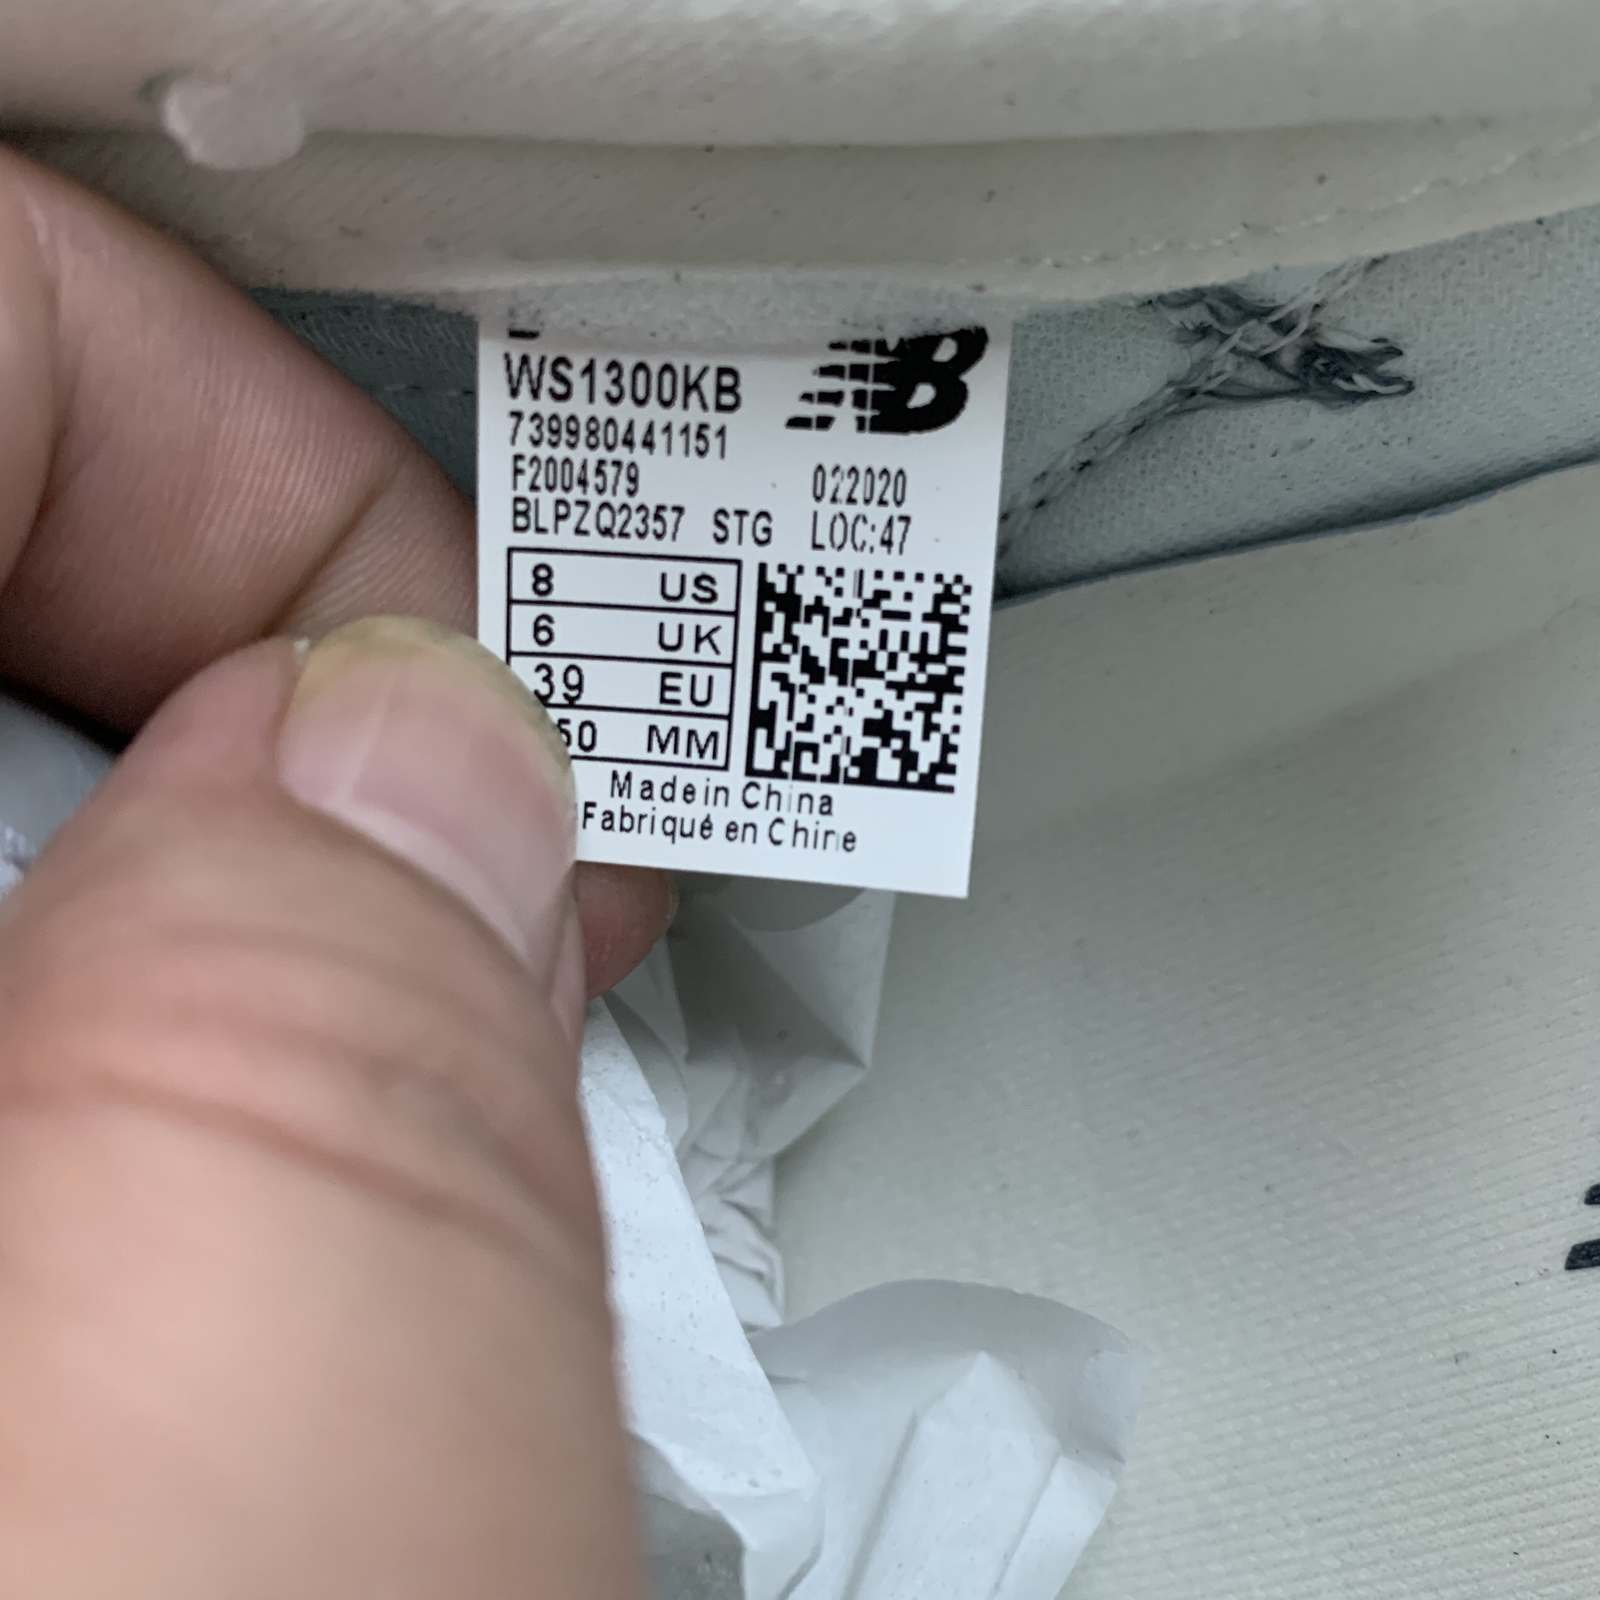 WS1300KB
739980441151
F2004579 022020
BLPZQ2357 STG LOC:47
8 US
6 UK
39 EU
50 MM
Made in China
Fabriqué en Chine